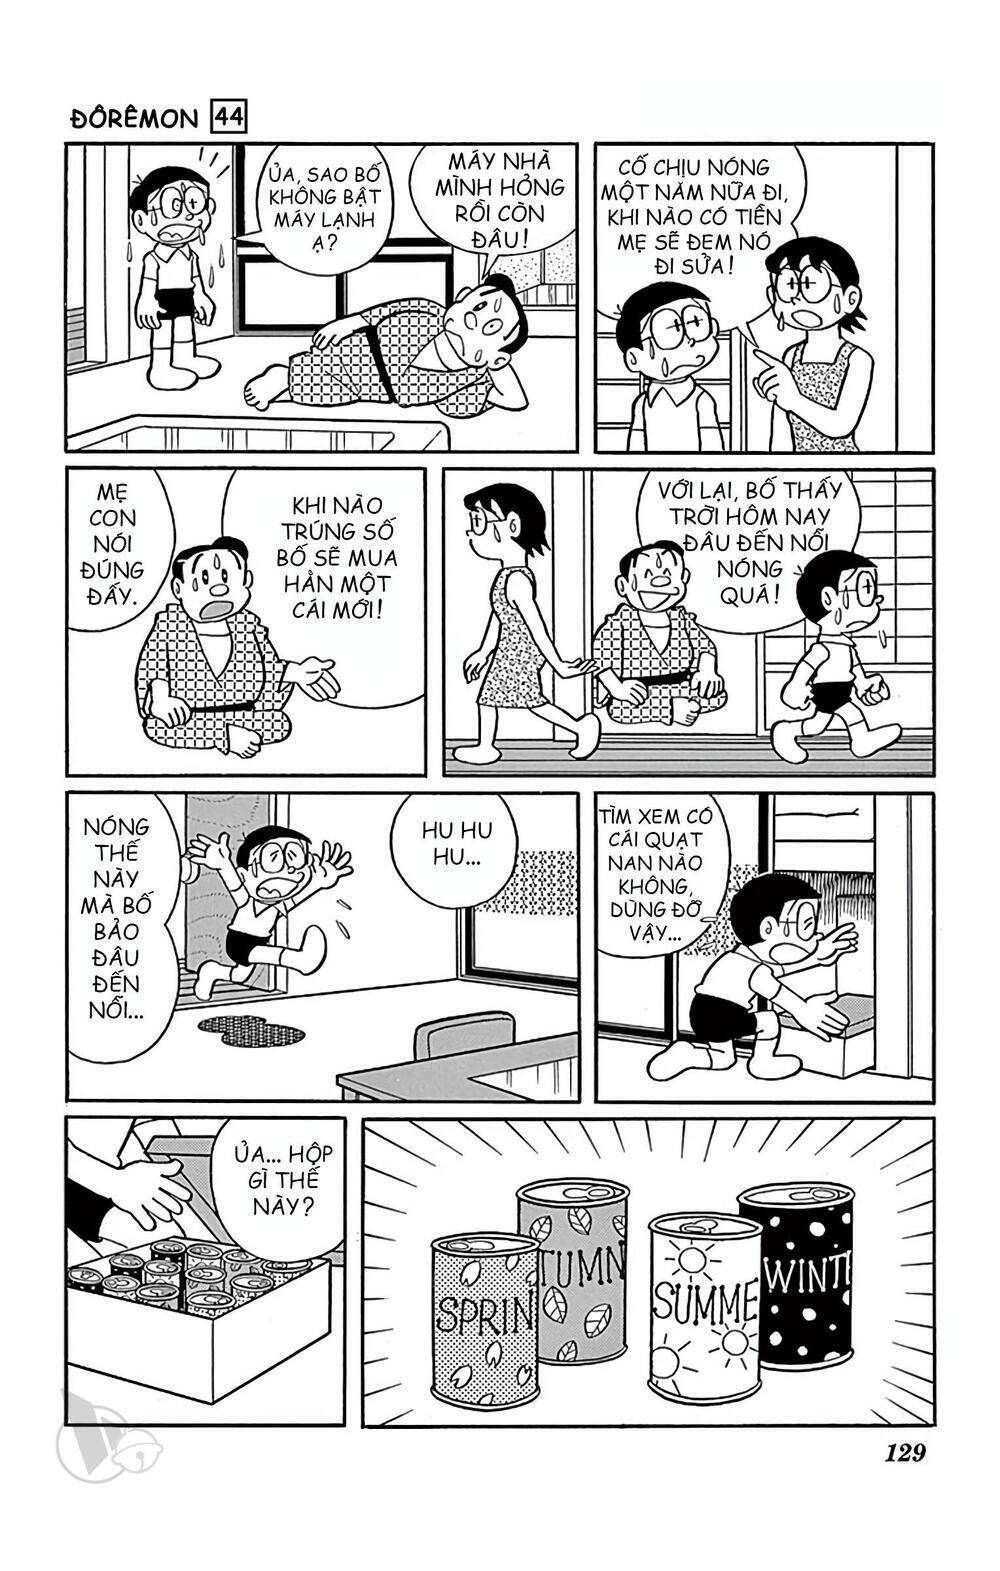 ĐÔRÊMON 44
ỦA, SAO BỐ
KHÔNG BẬT
MÁY LẠNH
Ạ?
MÁY NHÀ
MÌNH HỎNG
RỒI CÒN
ĐÂU!
CỐ CHỊU NÓNG
MỘT NĂM NỮA ĐI,
KHI NÀO CÓ TIỀN
MẸ SẼ ĐEM NÓ
ĐI SỬA!
MẸ
CON
NÓI
ĐÚNG
ĐẤY.
KHI NÀO
TRÚNG SỐ
BỐ SẼ MUA
HẲN MỘT
CÁI MỚI!
VỚI LẠI, BỐ THẤY
TRỜI HÔM NAY
ĐÂU ĐẾN NỖI
NÓNG
QUÁ!
NÓNG
THẾ
NÀY
MÀ BỐ
BẢO
ĐÂU
ĐẾN
NỖI...
HU HU
HU...
TÌM XEM CÓ
CÁI QUẠT
NAN NÀO
KHÔNG,
DÙNG ĐỠ
VẬY...
ỦA... HỘP
GÌ THẾ
NÀY?
SPRIN
TUMN
SUMME
WINT
129